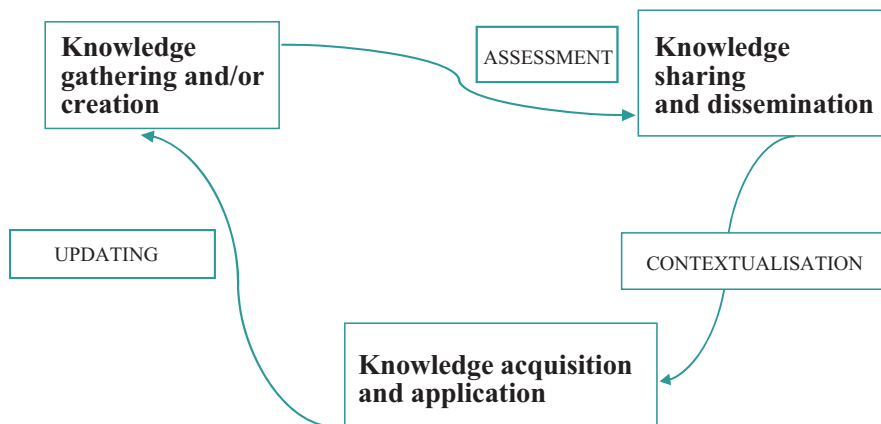 Knowledge
gathering and/or
creation
ASSESSMENT
Knowledge
sharing
and dissemination
UPDATING
CONTEXTUALISATION
Knowledge acquisition
and application